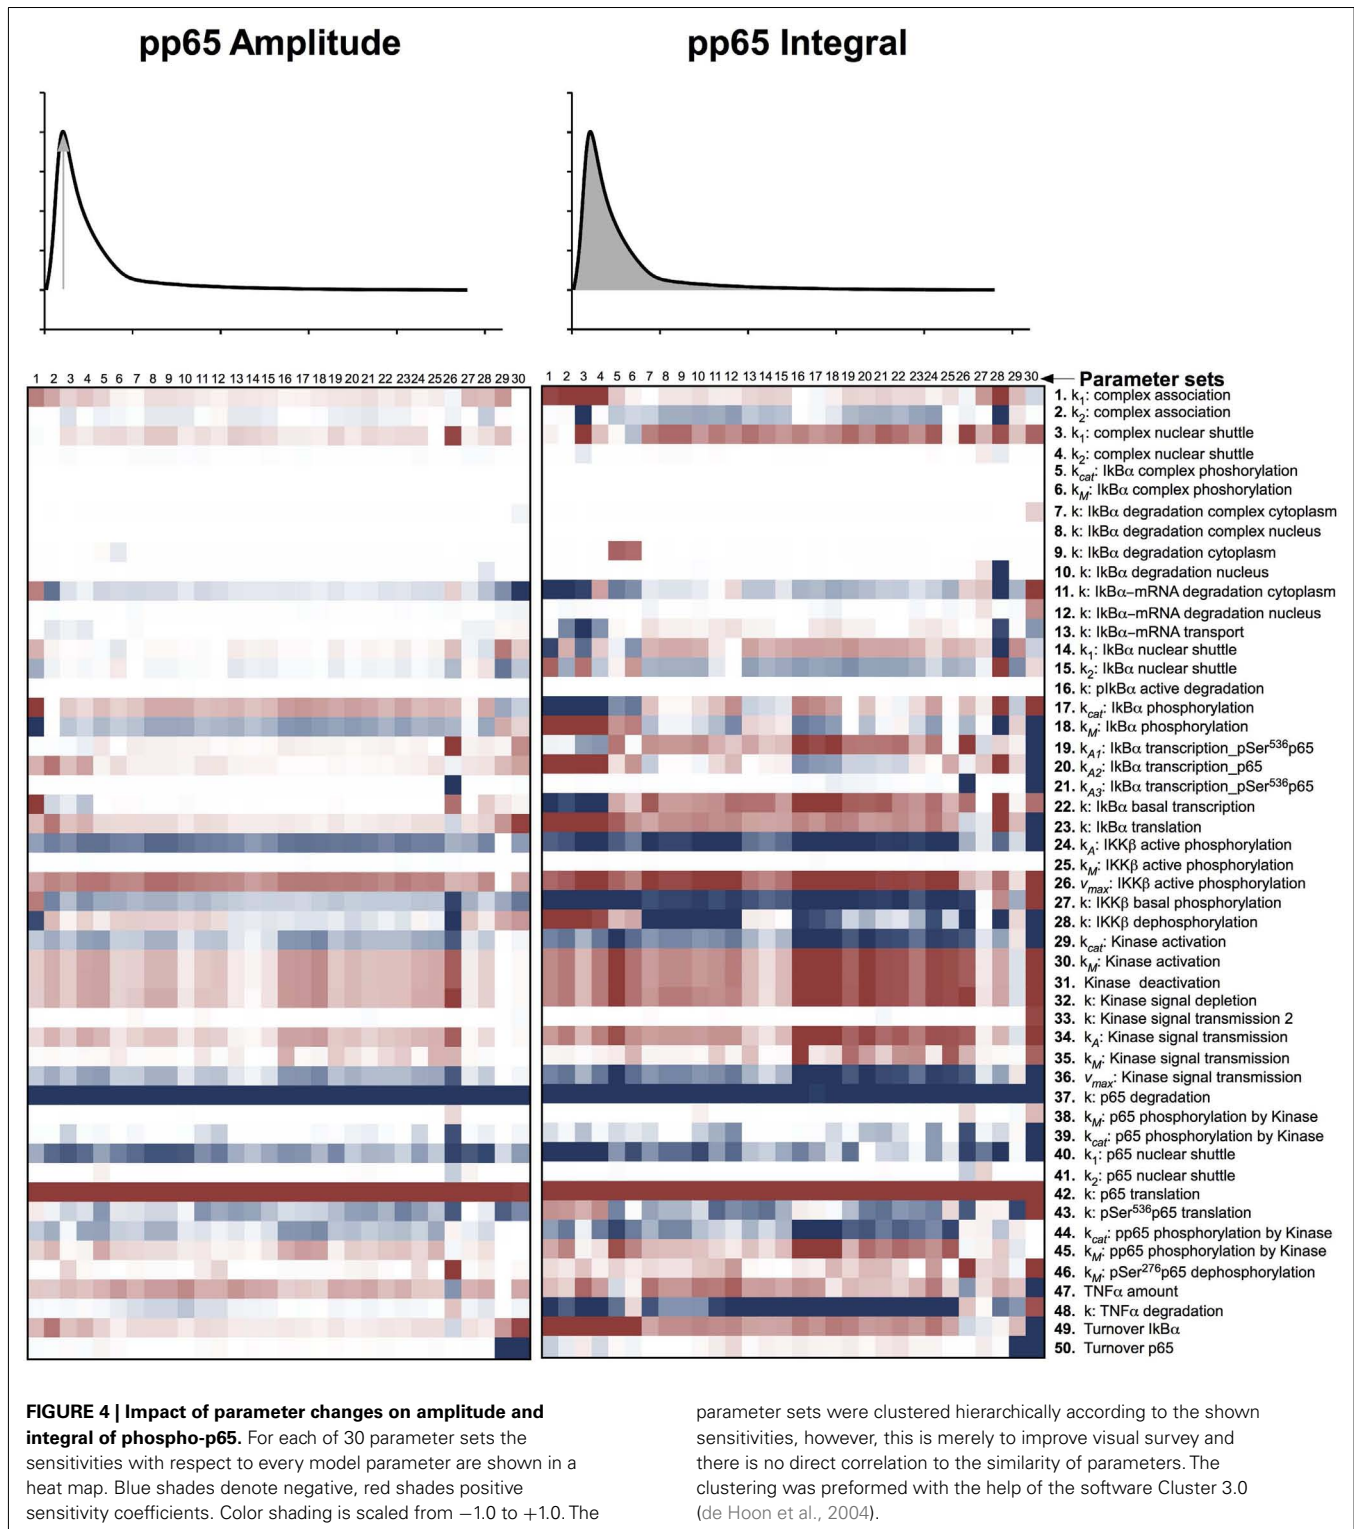 pp65 Amplitude
pp65 Integral
1 2 3 4 5 6 7 8 9 10 11 12 13 14 15 16 17 18 19 20 21 22 23 24 25 26 27 28 29 30
1 2 3 4 5 6 7 8 9 10 11 12 13 14 15 16 17 18 19 20 21 22 23 24 25 26 27 28 29 30
Parameter sets
1. k1: complex association
2. k2: complex association
3. k1: complex nuclear shuttle
4. k2: complex nuclear shuttle
5. kcat: IkBα complex phoshorylation
6. kM: IkBα complex phoshorylation
7. k: IkBα degradation complex cytoplasm
8. k: IkBα degradation complex nucleus
9. k: IkBα degradation cytoplasm
10. k: IkBα degradation nucleus
11. k: IkBα–mRNA degradation cytoplasm
12. k: IkBα–mRNA degradation nucleus
13. k: IkBα–mRNA transport
14. k1: IkBα nuclear shuttle
15. k2: IkBα nuclear shuttle
16. k: pIkBα active degradation
17. kcat: IkBα phosphorylation
18. kM: IkBα phosphorylation
19. kA1: IkBα transcription_pSer536p65
20. kA2: IkBα transcription_p65
21. kA3: IkBα transcription_pSer536p65
22. k: IkBα basal transcription
23. k: IkBα translation
24. kA: IKKβ active phosphorylation
25. kM: IKKβ active phosphorylation
26. vmax: IKKβ active phosphorylation
27. k: IKKβ basal phosphorylation
28. k: IKKβ dephosphorylation
29. kcat: Kinase activation
30. kM: Kinase activation
31. Kinase deactivation
32. k: Kinase signal depletion
33. k: Kinase signal transmission 2
34. kA: Kinase signal transmission
35. kM: Kinase signal transmission
36. vmax: Kinase signal transmission
37. k: p65 degradation
38. kM: p65 phosphorylation by Kinase
39. kcat: p65 phosphorylation by Kinase
40. k1: p65 nuclear shuttle
41. k2: p65 nuclear shuttle
42. k: p65 translation
43. k: pSer536p65 translation
44. kcat: pp65 phosphorylation by Kinase
45. kM: pp65 phosphorylation by Kinase
46. kM: pSer276p65 dephosphorylation
47. TNFα amount
48. k: TNFα degradation
49. Turnover IkBα
50. Turnover p65
FIGURE 4 | Impact of parameter changes on amplitude and
integral of phospho-p65. For each of 30 parameter sets the
sensitivities with respect to every model parameter are shown in a
heat map. Blue shades denote negative, red shades positive
sensitivity coefficients. Color shading is scaled from −1.0 to +1.0. The
parameter sets were clustered hierarchically according to the shown
sensitivities, however, this is merely to improve visual survey and
there is no direct correlation to the similarity of parameters. The
clustering was preformed with the help of the software Cluster 3.0
(de Hoon et al., 2004).